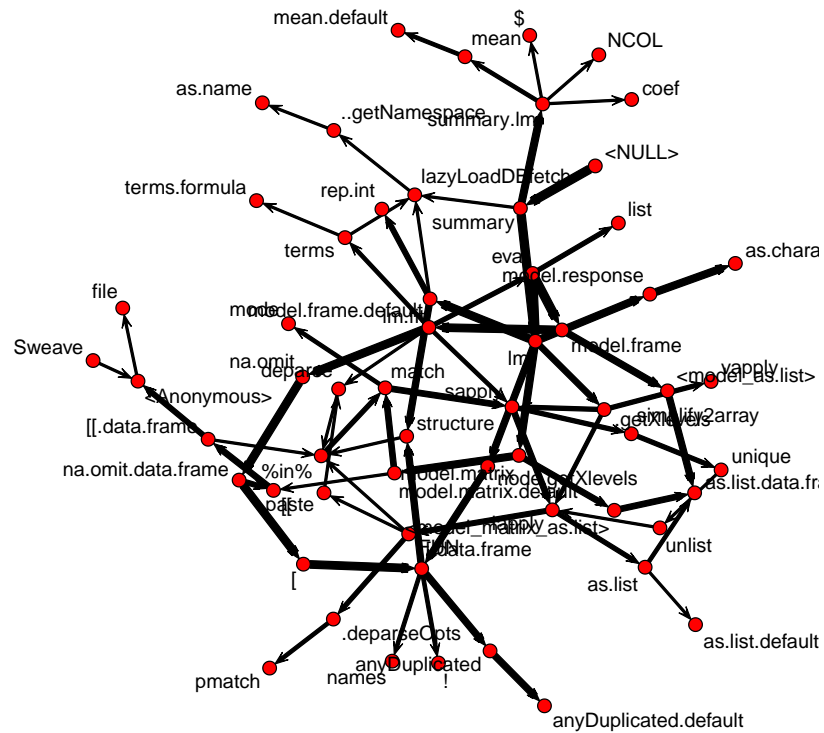 $
mean.default
mean
NCOL
coef
as.name
..getNamespace
summary.lm
<NULL>
lazyLoadDBfetch
terms.formula
rep.int
summary
list
terms
eval
model.response
as.chara
file
mode
model.frame.default
lm.fit
Sweave
na.omit
lm
model.frame
deparse
match
<model_as.list>
vapply
<Anonymous>
sapply
.getXlevels
simplify2array
[[.data.frame
structure
unique
na.omit.data.frame
%in%
model.matrix
as.list.data.fra
model.matrix.default
paste
[[
<model_matrix_as.list>
lapply
unlist
FUN
[.data.frame
[
as.list
.deparseOpts
as.list.default
anyDuplicated
names
!
pmatch
anyDuplicated.default